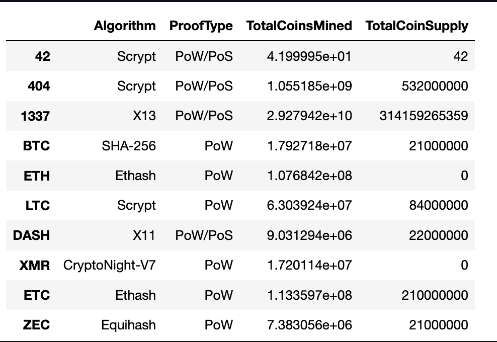 Algorithm ProofType TotalCoinsMined TotalCoinSupply
42 Scrypt PoW/PoS 4.199995e+01 42
404 Scrypt PoW/PoS 1.055185e+09 532000000
1337 X13 PoW/PoS 2.927942e+10 314159265359
BTC SHA-256 PoW 1.792718e+07 21000000
ETH Ethash PoW 1.076842e+08 0
LTC Scrypt PoW 6.303924e+07 84000000
DASH X11 PoW/PoS 9.031294e+06 22000000
XMR CryptoNight-V7 PoW 1.720114e+07 0
ETC Ethash PoW 1.133597e+08 210000000
ZEC Equihash PoW 7.383056e+06 21000000